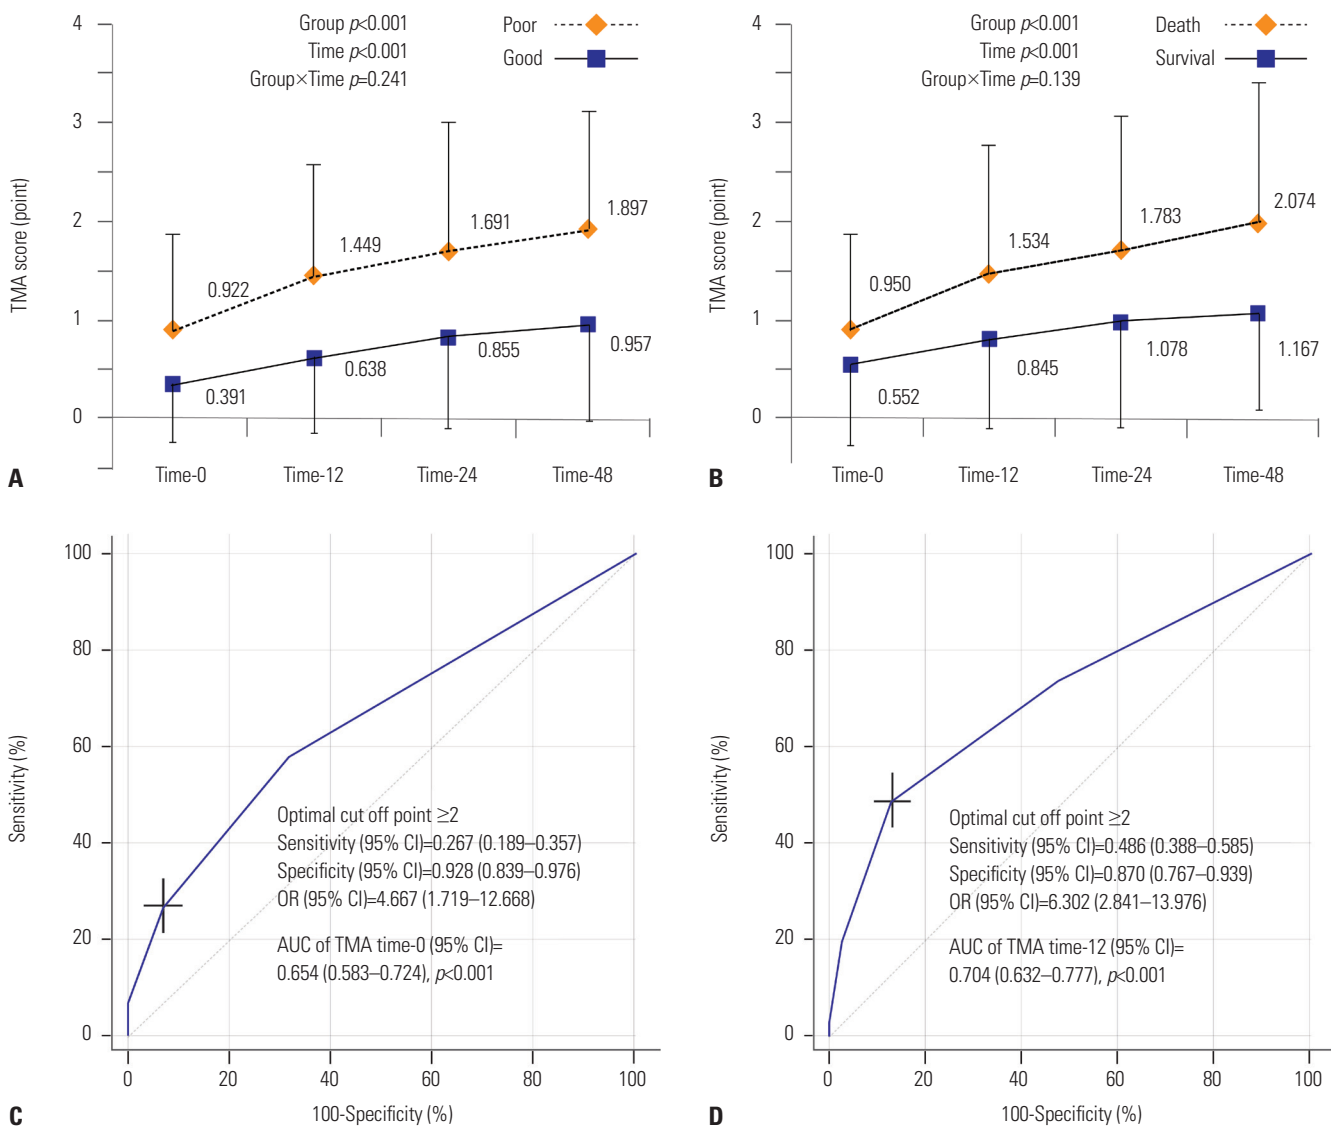 4
3
2
1
0
TMA score (point)
Group p<0.001
Time p<0.001
Group×Time p=0.241
Poor
Good
0.922
1.449
1.691
1.897
0.391
0.638
0.855
0.957
Time-0
Time-12
Time-24
Time-48
A
4
3
2
1
0
TMA score (point)
Group p<0.001
Time p<0.001
Group×Time p=0.139
Death
Survival
0.950
1.534
1.783
2.074
0.552
0.845
1.078
1.167
Time-0
Time-12
Time-24
Time-48
B
100
80
60
40
20
0
Sensitivity (%)
Optimal cut off point ≥2
Sensitivity (95% CI)=0.267 (0.189–0.357)
Specificity (95% CI)=0.928 (0.839–0.976)
OR (95% CI)=4.667 (1.719–12.668)
AUC of TMA time-0 (95% CI)=
0.654 (0.583–0.724), p<0.001
0
20
40
60
80
100
100-Specificity (%)
C
100
80
60
40
20
0
Sensitivity (%)
Optimal cut off point ≥2
Sensitivity (95% CI)=0.486 (0.388–0.585)
Specificity (95% CI)=0.870 (0.767–0.939)
OR (95% CI)=6.302 (2.841–13.976)
AUC of TMA time-12 (95% CI)=
0.704 (0.632–0.777), p<0.001
0
20
40
60
80
100
100-Specificity (%)
D